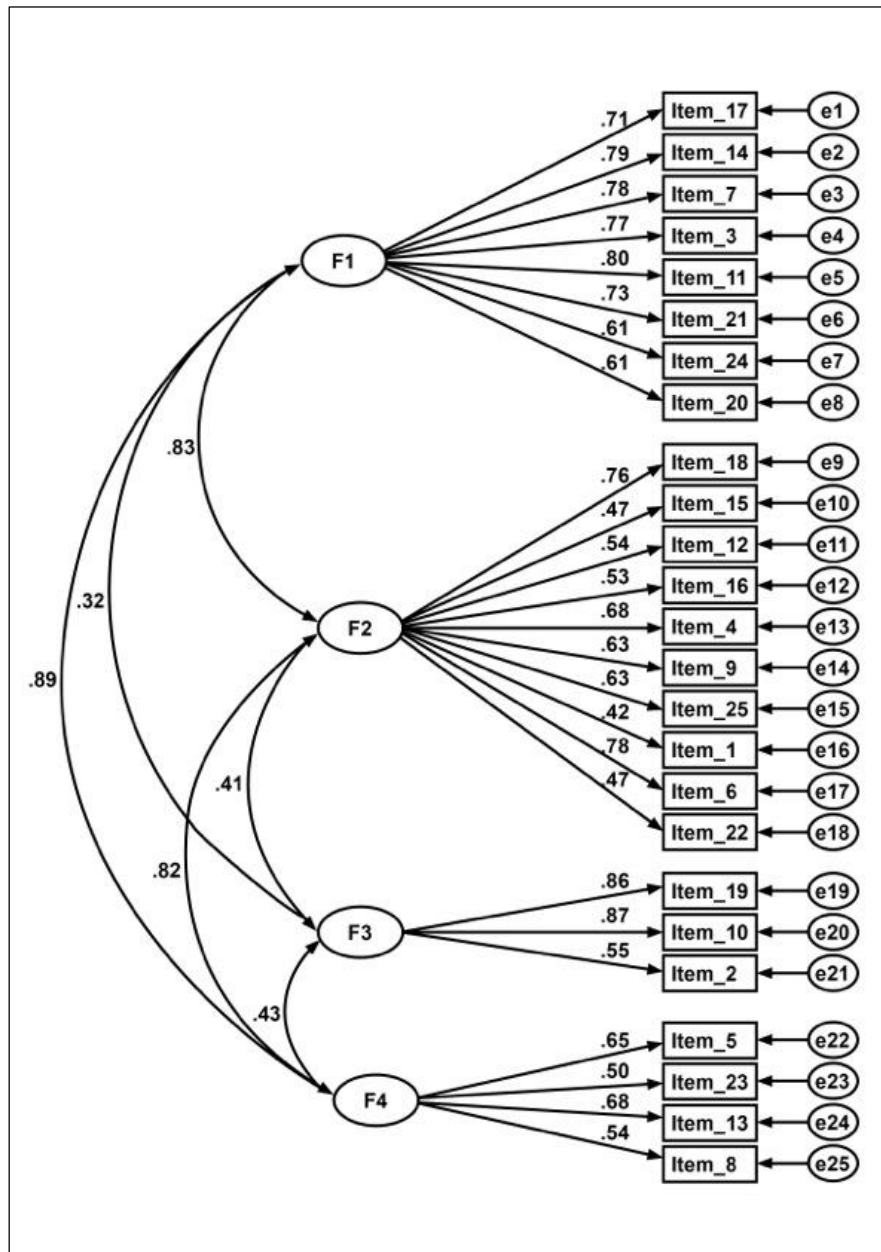 .71 Item_17 e1
.79 Item_14 e2
.78 Item_7 e3
.77 Item_3 e4
F1
.80 Item_11 e5
.73 Item_21 e6
.61 Item_24 e7
.61 Item_20 e8
.83
.76 Item_18 e9
.47 Item_15 e10
.54 Item_12 e11
.53 Item_16 e12
.32
F2
.68 Item_4 e13
.63 Item_9 e14
.89
.63 Item_25 e15
.42 Item_1 e16
.78 Item_6 e17
.41
.47 Item_22 e18
.82
.86 Item_19 e19
F3
.87 Item_10 e20
.55 Item_2 e21
.43
.65 Item_5 e22
.50 Item_23 e23
F4
.68 Item_13 e24
.54 Item_8 e25